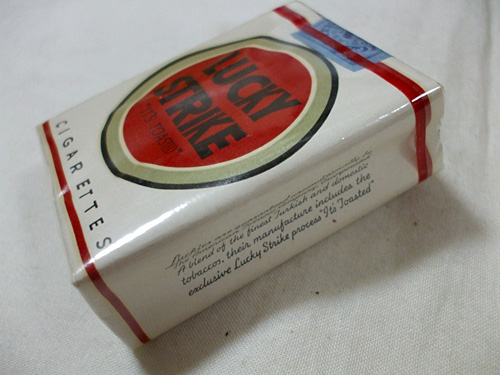 LUCKY
STRIKE
"IT'S TOASTED"
CIGARETTES
A blend of the finest Turkish and domestic
tobaccos, their manufacture includes the
exclusive Lucky Strike process "It's Toasted"